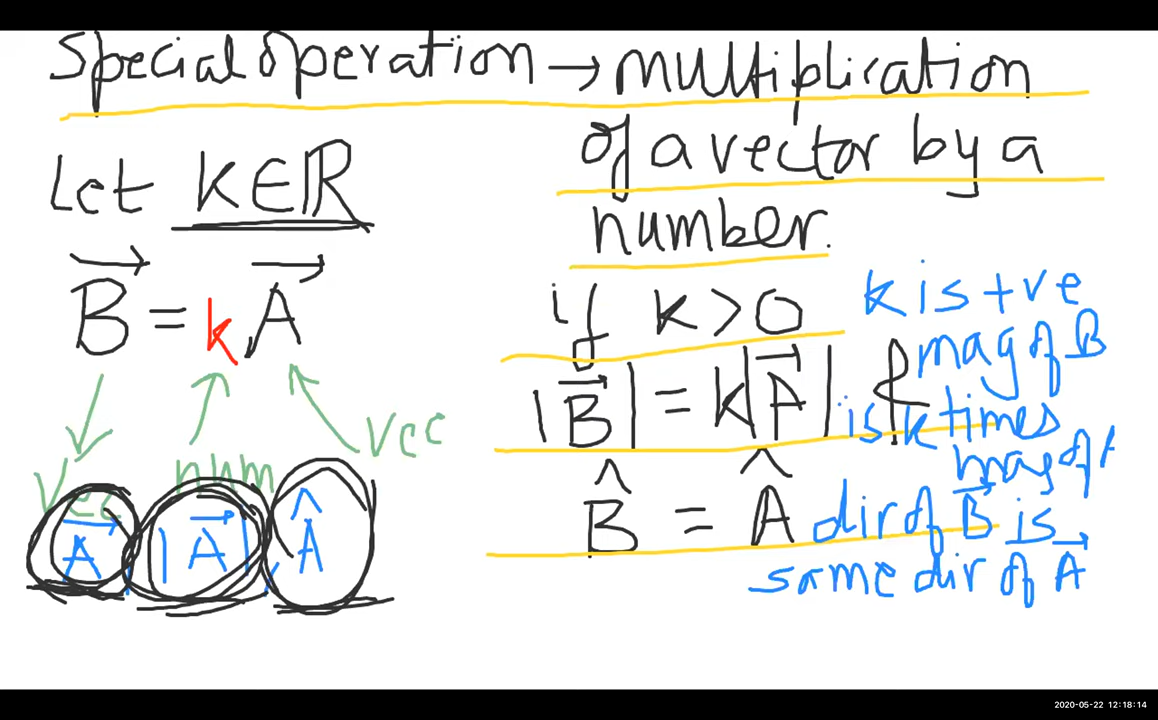 Special operation → multiplication
of a vector by a
number.
Let K∈ℝ
B⃗ = k A⃗
Vec
num
Vec
A⃗ |A⃗| Â
if k > 0
k is +ve
|B⃗| = k|A⃗| &
mag of B
is k times
mag of A
B̂ = Â
dir of B⃗ is
same dir of A⃗
2020-05-22 12:18:14